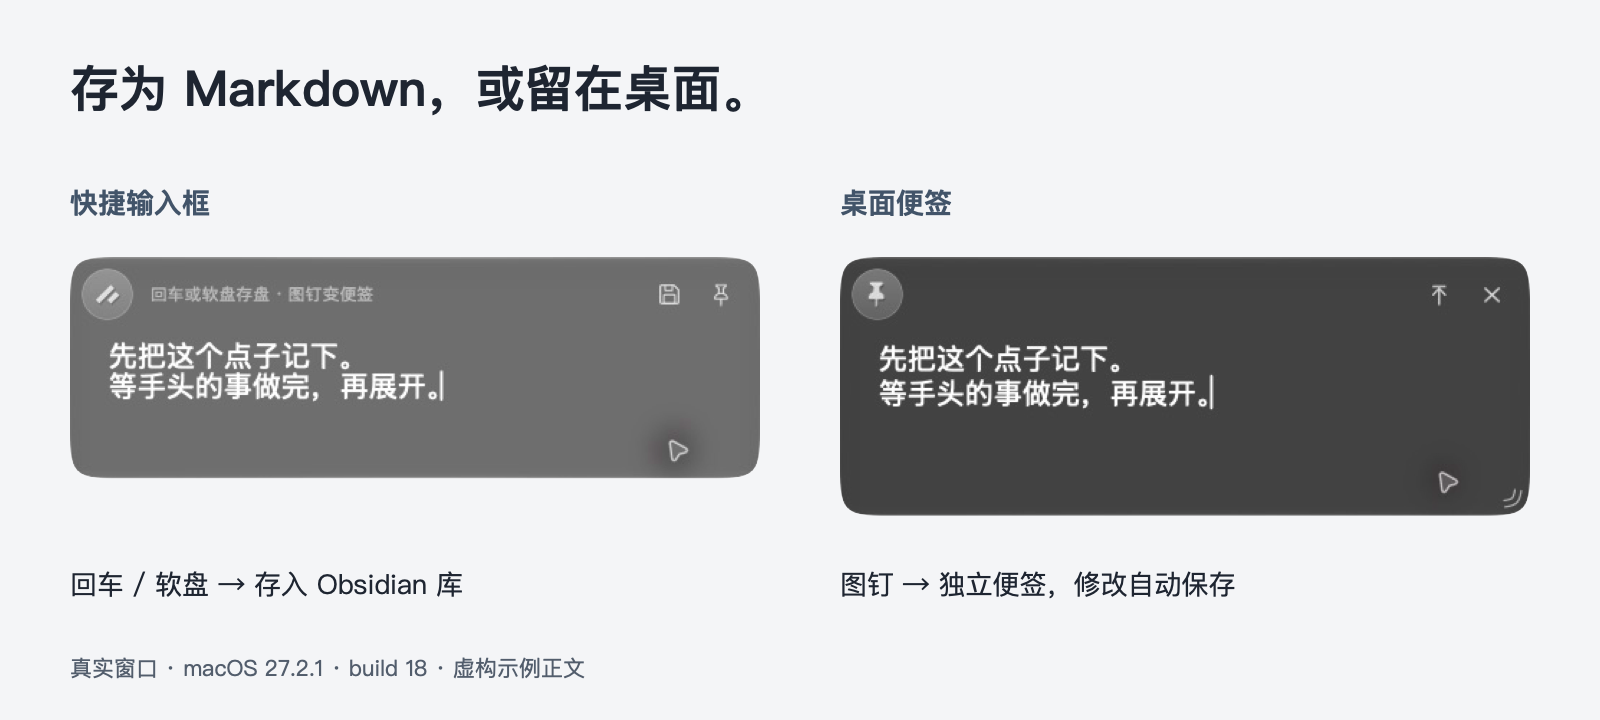 存为 Markdown，或留在桌面。
快捷输入框
回车或软盘存盘 · 图钉变便签
先把这个点子记下。
等手头的事做完，再展开。
回车 / 软盘 → 存入 Obsidian 库
桌面便签
先把这个点子记下。
等手头的事做完，再展开。
图钉 → 独立便签，修改自动保存
真实窗口 · macOS 27.2.1 · build 18 · 虚构示例正文